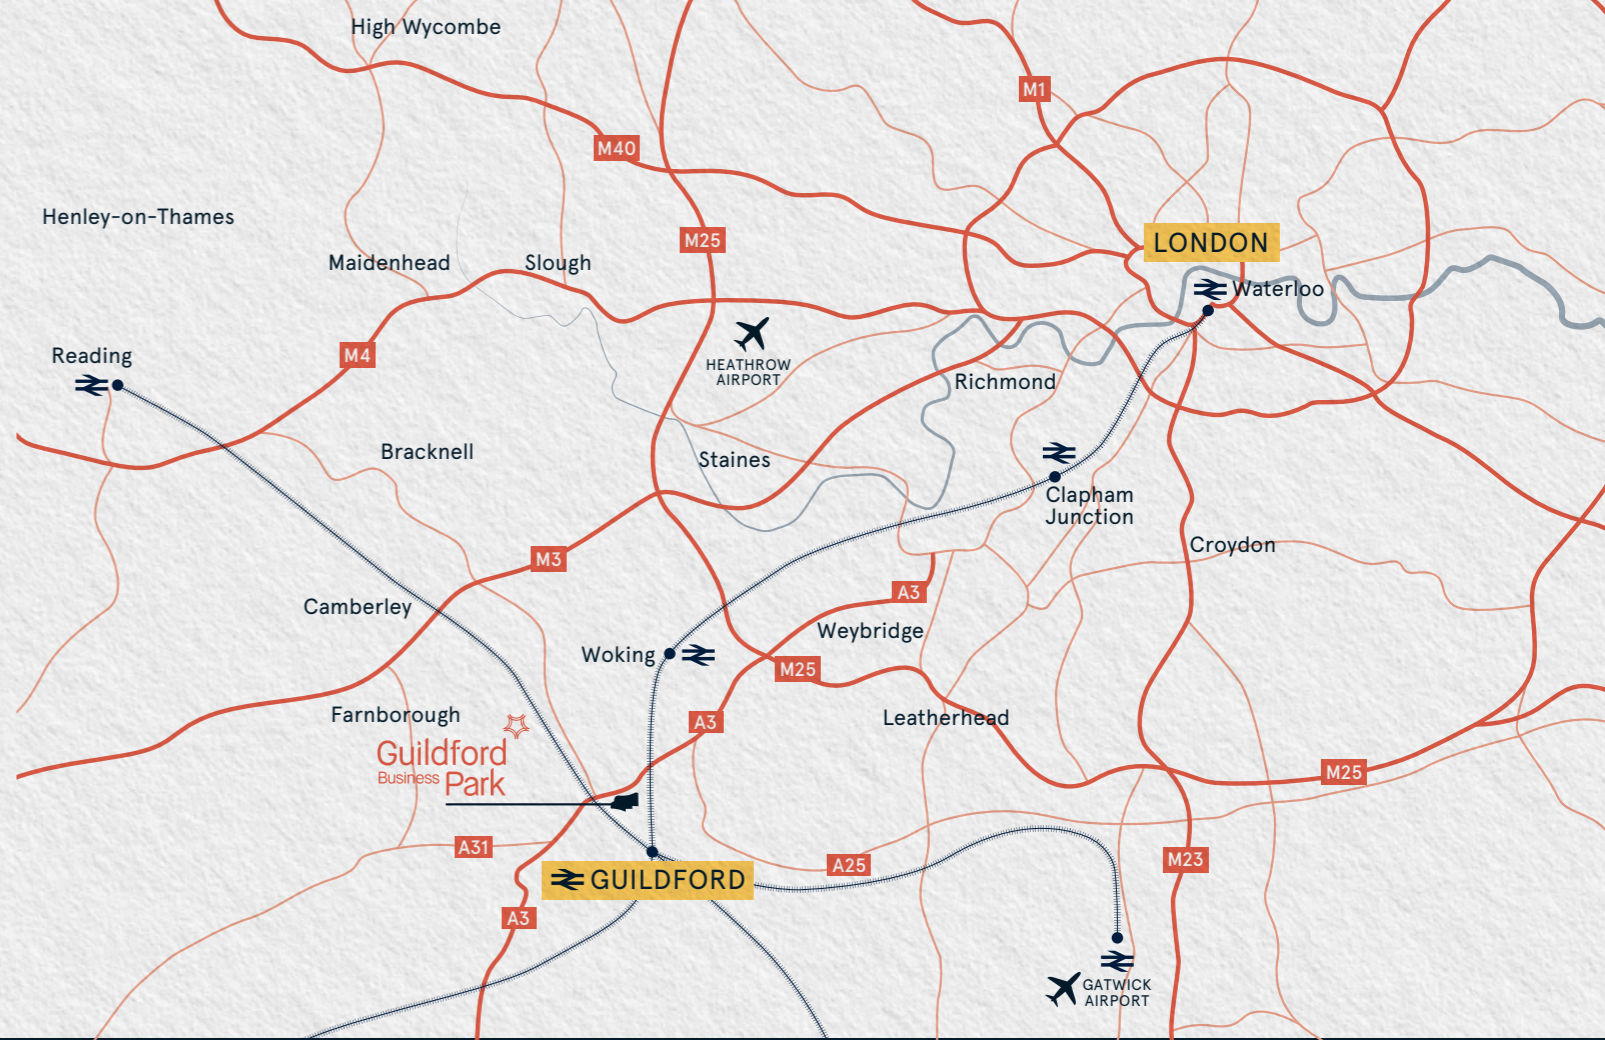 High Wycombe
M1
M40
Henley-on-Thames
M25
LONDON
Maidenhead
Slough
Waterloo
Reading
M4
HEATHROW
AIRPORT
Richmond
Bracknell
Staines
Clapham
Junction
Croydon
M3
A3
Camberley
Weybridge
Woking
M25
Farnborough
A3
Leatherhead
Guildford
Business Park
M25
A31
A25
M23
GUILDFORD
A3
GATWICK
AIRPORT